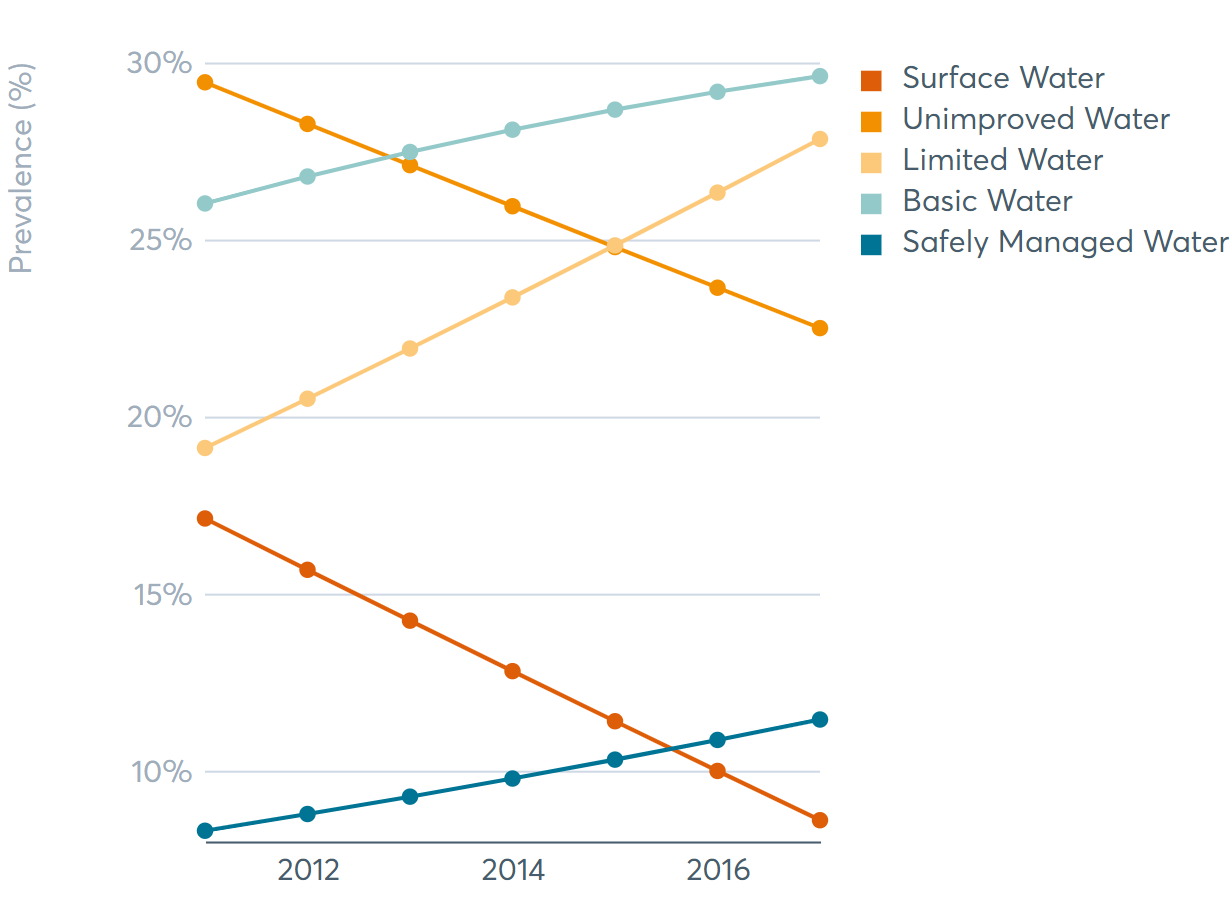 Prevalence (%)
30%
25%
20%
15%
10%
2012
2014
2016
Surface Water
Unimproved Water
Limited Water
Basic Water
Safely Managed Water